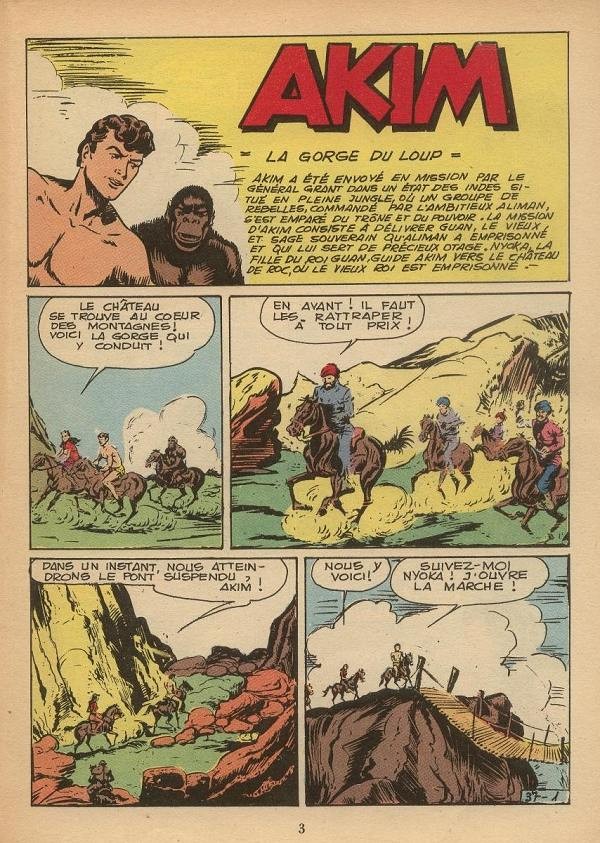 AKIM
= LA GORGE DU LOUP =
AKIM A ÉTÉ ENVOYÉ EN MISSION PAR LE
GÉNÉRAL GRANT DANS UN ÉTAT DES INDES SI-
TUÉ EN PLEINE JUNGLE, OÙ UN GROUPE DE
REBELLES, COMMANDÉ PAR L'AMBITIEUX ALIMAN,
S'EST EMPARÉ DU TRÔNE ET DU POUVOIR. LA MISSION
D'AKIM CONSISTE À DÉLIVRER GUAN, LE VIEUX
ET SAGE SOUVERAIN QU'ALIMAN A EMPRISONNÉ
ET QUI LUI SERT DE PRÉCIEUX OTAGE. NYOKA, LA
FILLE DU ROI GUAN, GUIDE AKIM VERS LE CHÂTEAU
DE ROC, OÙ LE VIEUX ROI EST EMPRISONNÉ.—
LE CHÂTEAU
SE TROUVE AU COEUR
DES MONTAGNES!
VOICI LA GORGE QUI
Y CONDUIT!
EN AVANT! IL FAUT
LES RATTRAPER
À TOUT PRIX!
DANS UN INSTANT, NOUS ATTEIN-
DRONS LE PONT SUSPENDU,
AKIM!
NOUS Y
VOICI!
SUIVEZ-MOI
NYOKA! J'OUVRE
LA MARCHE!
37-1
3